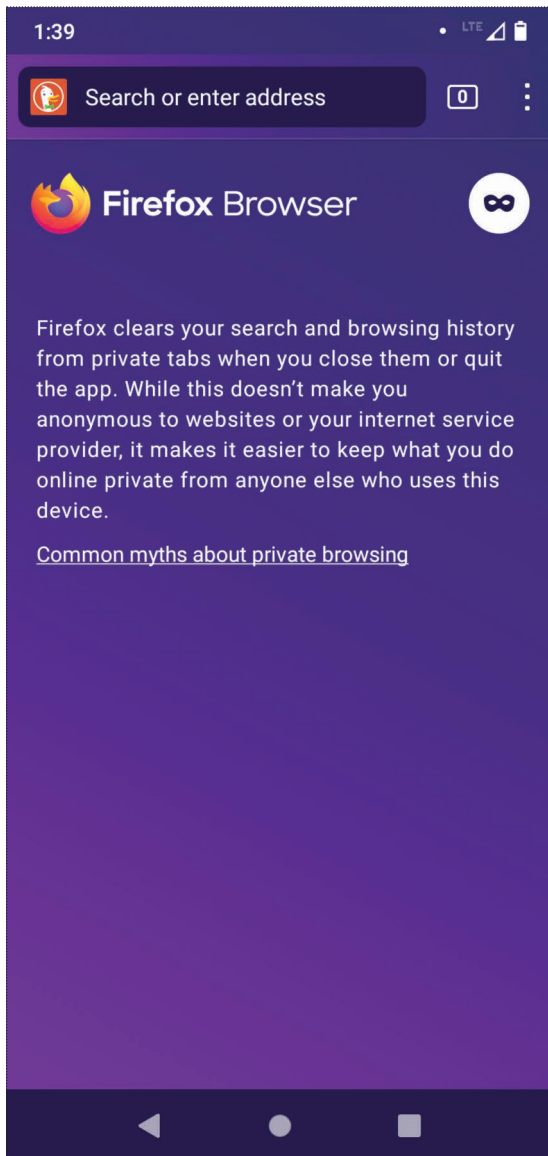 1:39
LTE
Search or enter address
0
Firefox Browser
Firefox clears your search and browsing history
from private tabs when you close them or quit
the app. While this doesn’t make you
anonymous to websites or your internet service
provider, it makes it easier to keep what you do
online private from anyone else who uses this
device.
Common myths about private browsing